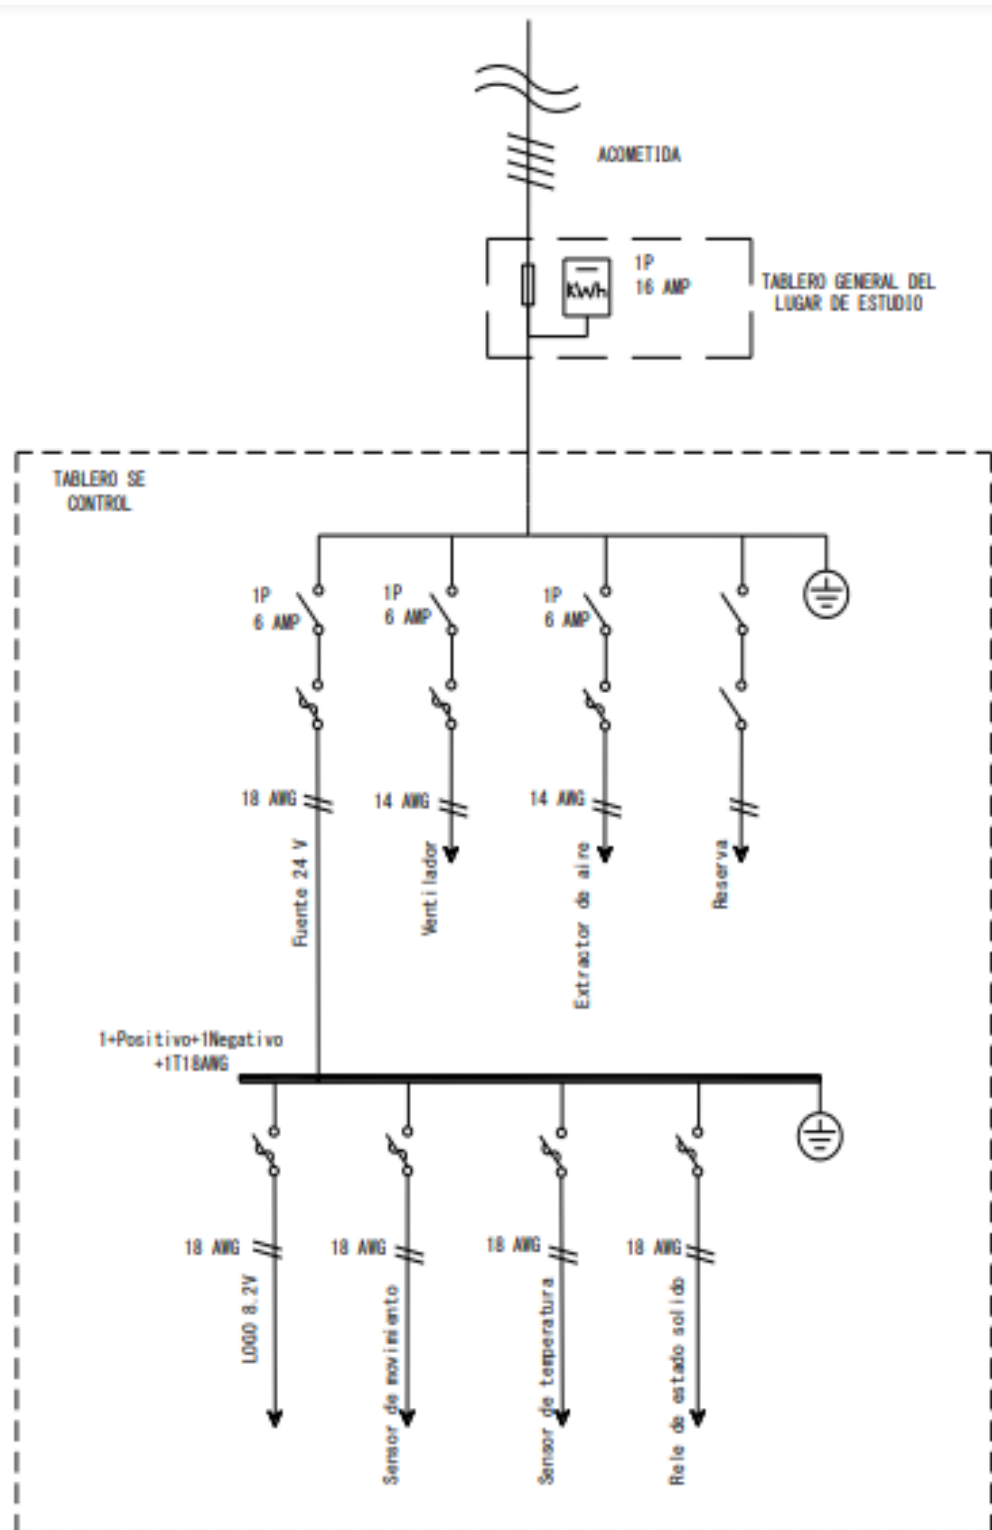 ACOMETIDA
KWh
1P
16 AMP
TABLERO GENERAL DEL
LUGAR DE ESTUDIO
TABLERO SE
CONTROL
1P
6 AMP
1P
6 AMP
1P
6 AMP
18 AWG
14 AWG
14 AWG
Fuente 24 V
Ventilador
Extractor de aire
Reserva
1+Positivo+1Negativo
+1T18AWG
18 AWG
18 AWG
18 AWG
18 AWG
LOGO 8.2V
Sensor de movimiento
Sensor de temperatura
Rele de estado solido